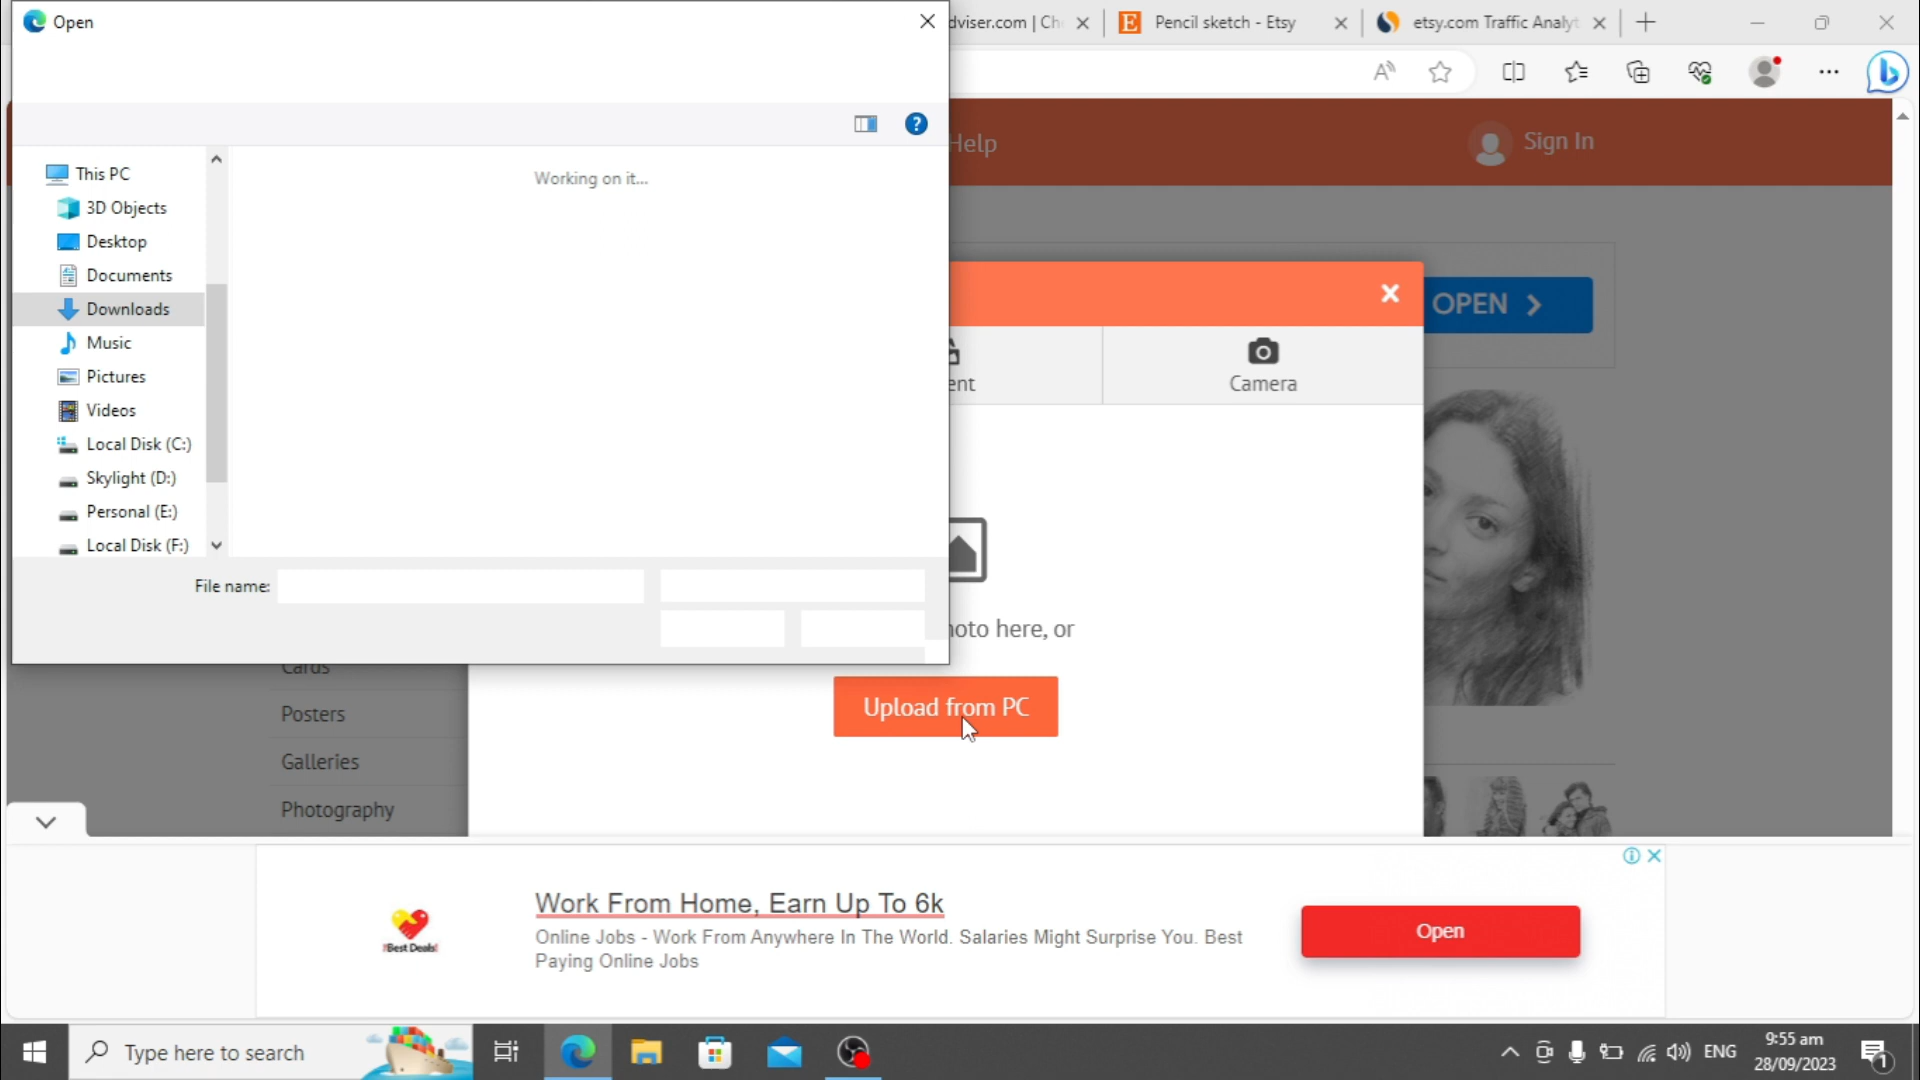 Open
dviser.com | Ch
Pencil sketch - Etsy
etsy.com Traffic Analyt
Help
Sign In
This PC
3D Objects
Desktop
Documents
Downloads
Music
Pictures
Videos
Local Disk (C:)
Skylight (D:)
Personal (E:)
Local Disk (F:)
Working on it...
File name:
OPEN
ent
Camera
hoto here, or
Upload from PC
Cards
Posters
Galleries
Photography
!Best Deals!
Work From Home, Earn Up To 6k
Online Jobs - Work From Anywhere In The World. Salaries Might Surprise You. Best
Paying Online Jobs
Open
Type here to search
ENG
9:55 am
28/09/2023
1